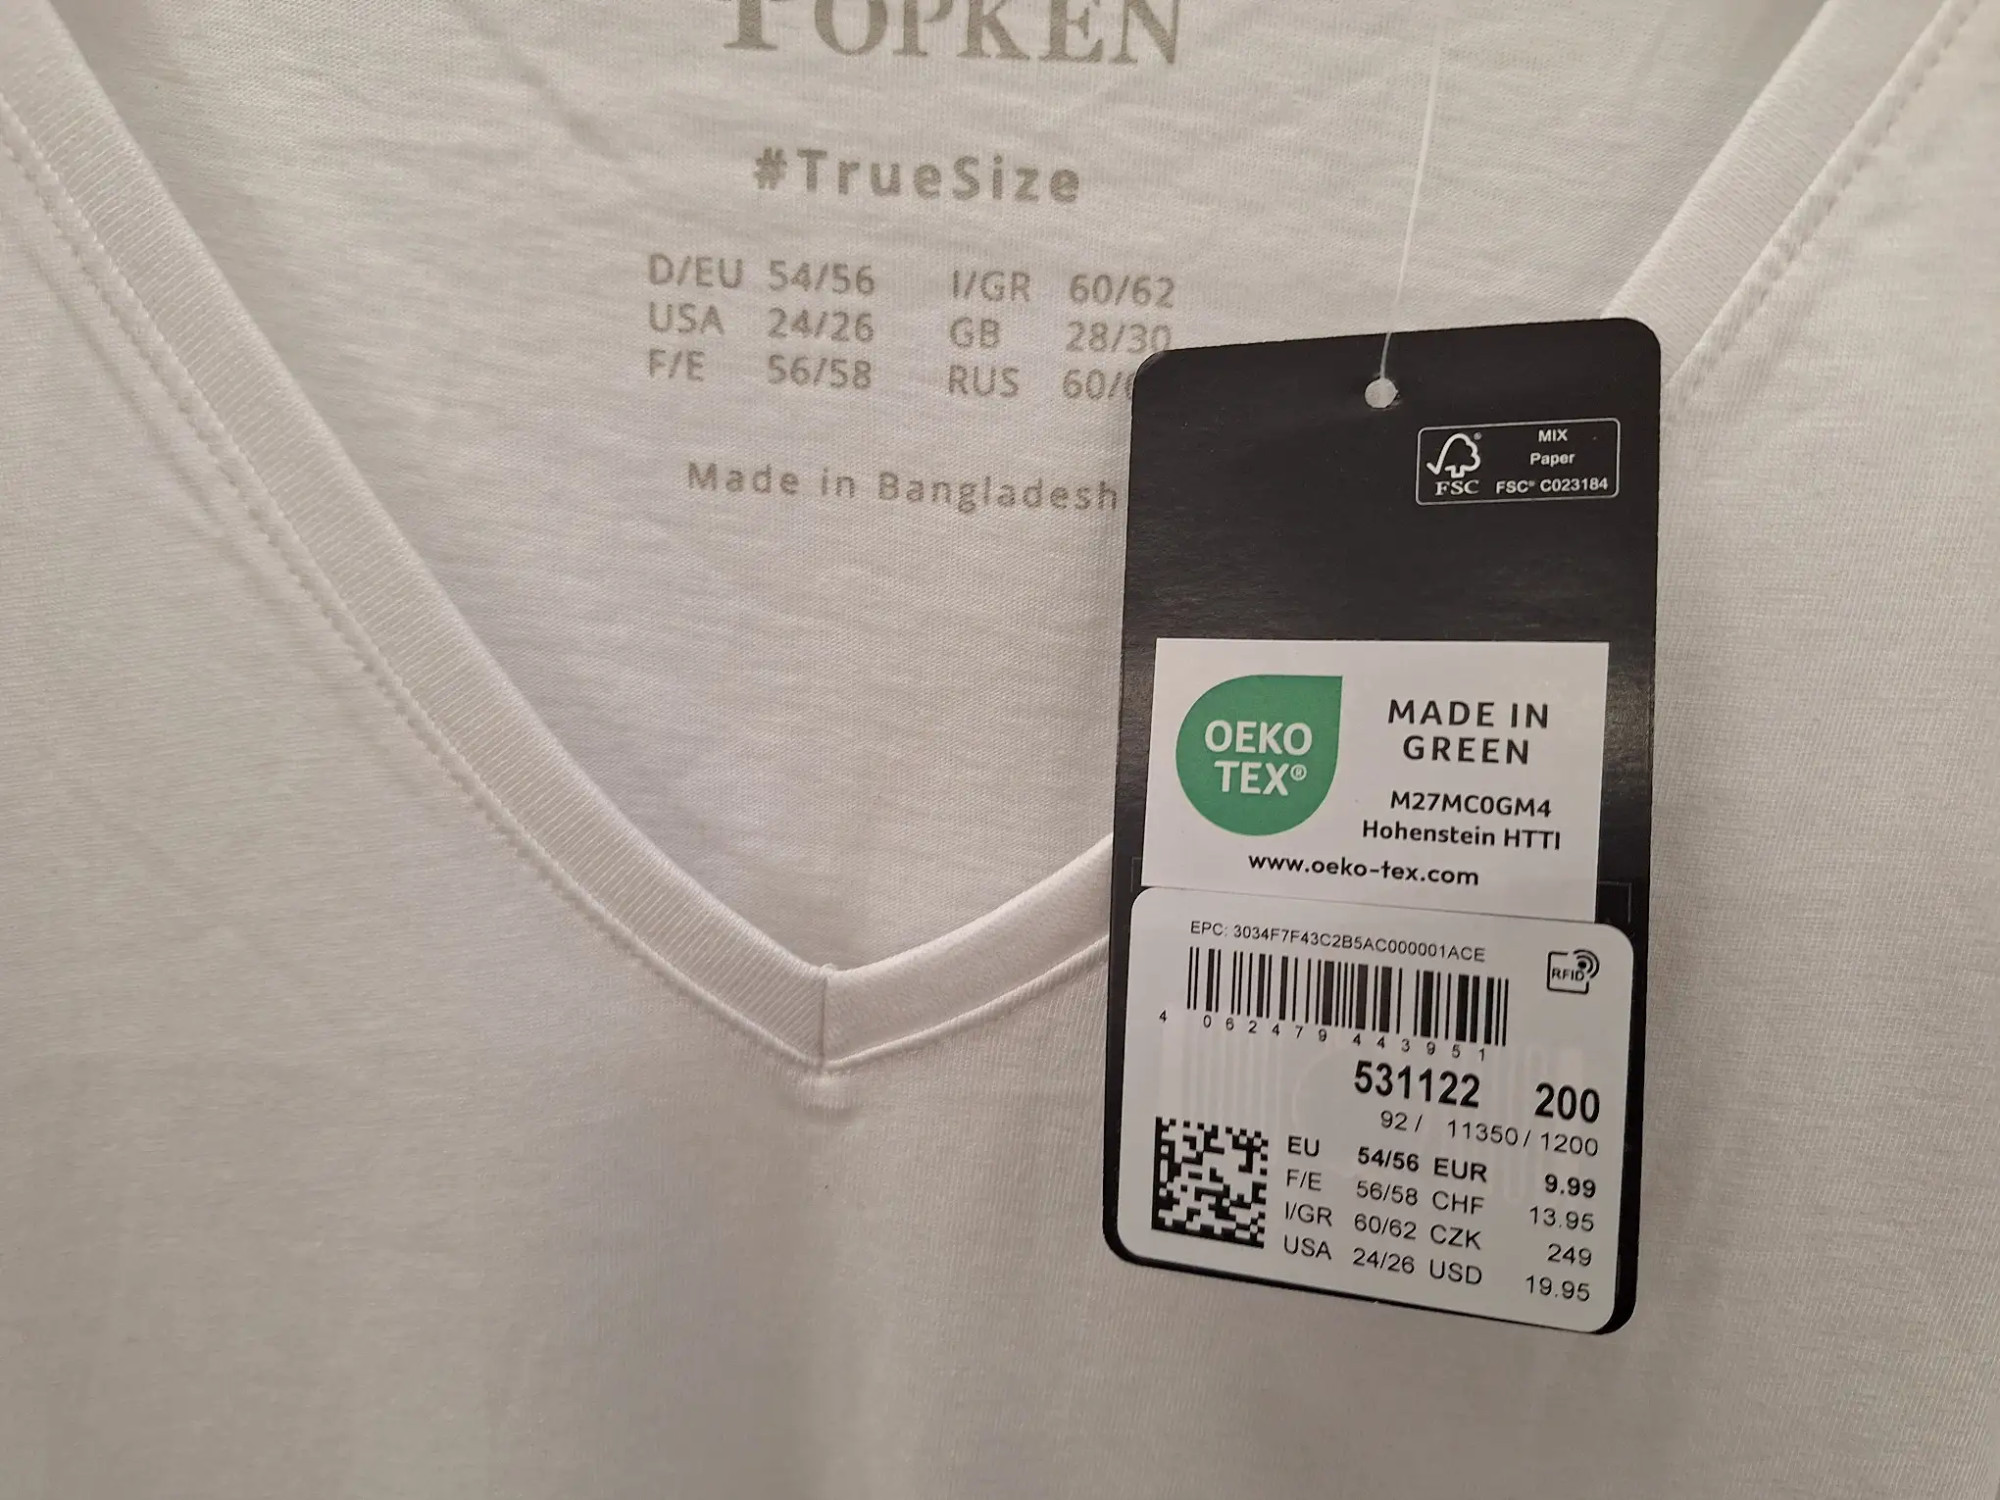 POPKEN
#TrueSize
D/EU 54/56 I/GR 60/62
USA 24/26 GB 28/30
F/E 56/58 RUS 60/
Made in Bangladesh
MIX
Paper
FSC FSC® C023184
OEKO
TEX®
MADE IN
GREEN
M27MC0GM4
Hohenstein HTTI
www.oeko-tex.com
EPC: 3034F7F43C2B5AC000001ACE
RFID
4 062479 443951
531122 200
92 / 11350 / 1200
EU 54/56 EUR 9.99
F/E 56/58 CHF 13.95
I/GR 60/62 CZK 249
USA 24/26 USD 19.95